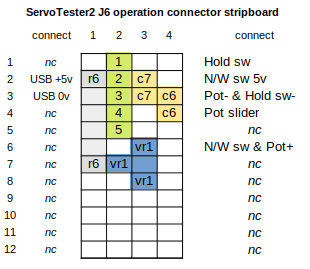 ServoTester2 J6 operation connector stripboard
connect 1 2 3 4 connect
1 nc 1 Hold sw
2 USB +5v r6 2 c7 N/W sw 5v
3 USB 0v 3 c7 c6 Pot- & Hold sw-
4 nc 4 c6 Pot slider
5 nc 5 nc
6 nc vr1 N/W sw & Pot+
7 nc r6 vr1 nc
8 nc vr1 nc
9 nc nc
10 nc nc
11 nc nc
12 nc nc